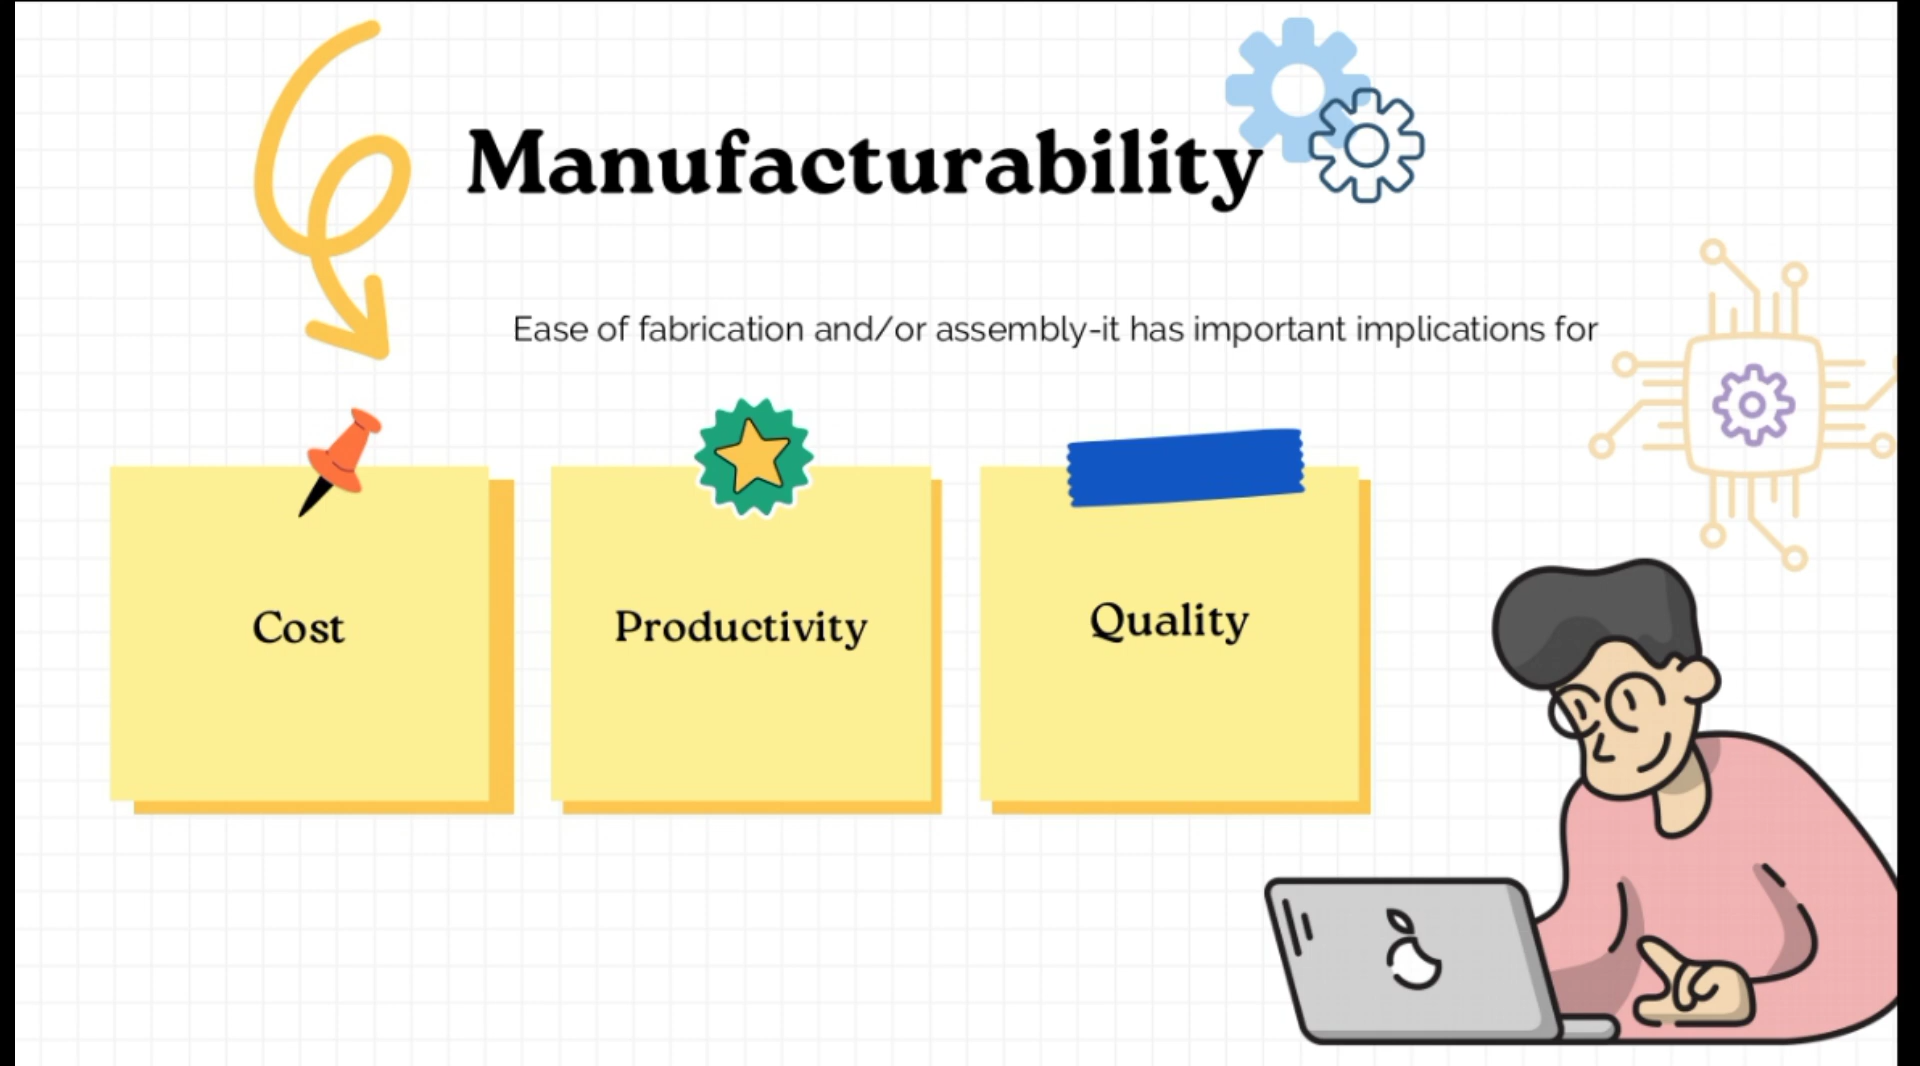 Manufacturability
Ease of fabrication and/or assembly-it has important implications for
Cost
Productivity
Quality